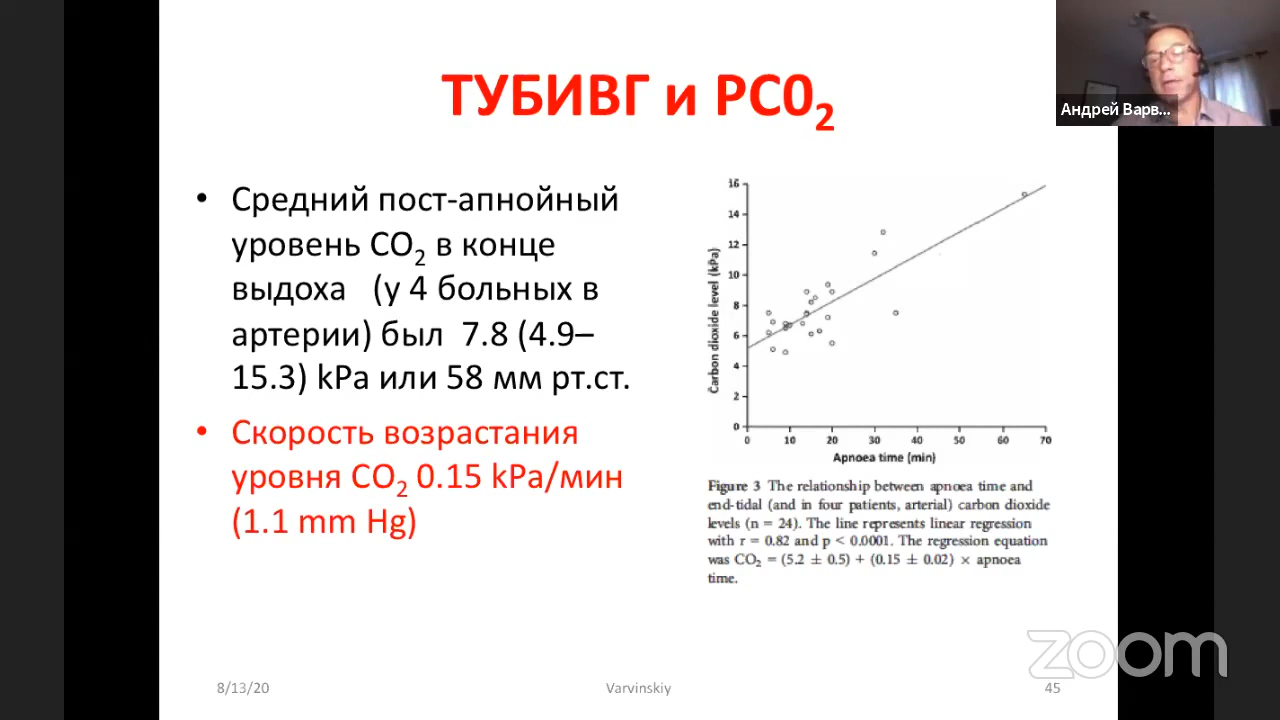 ТУБИВГ и РС0₂
Андрей Варв...
• Средний пост-апнойный
уровень СО₂ в конце
выдоха (у 4 больных в
артерии) был 7.8 (4.9–
15.3) kPa или 58 мм рт.ст.
• Скорость возрастания
уровня СО₂ 0.15 kPa/мин
(1.1 mm Hg)
Carbon dioxide level (kPa)
16
14
12
10
8
6
4
2
0
0 10 20 30 40 50 60 70
Apnoea time (min)
Figure 3 The relationship between apnoea time and
end-tidal (and in four patients, arterial) carbon dioxide
levels (n = 24). The line represents linear regression
with r = 0.82 and p < 0.0001. The regression equation
was CO₂ = (5.2 ± 0.5) + (0.15 ± 0.02) × apnoea
time.
zoom
8/13/20
Varvinskiy
45